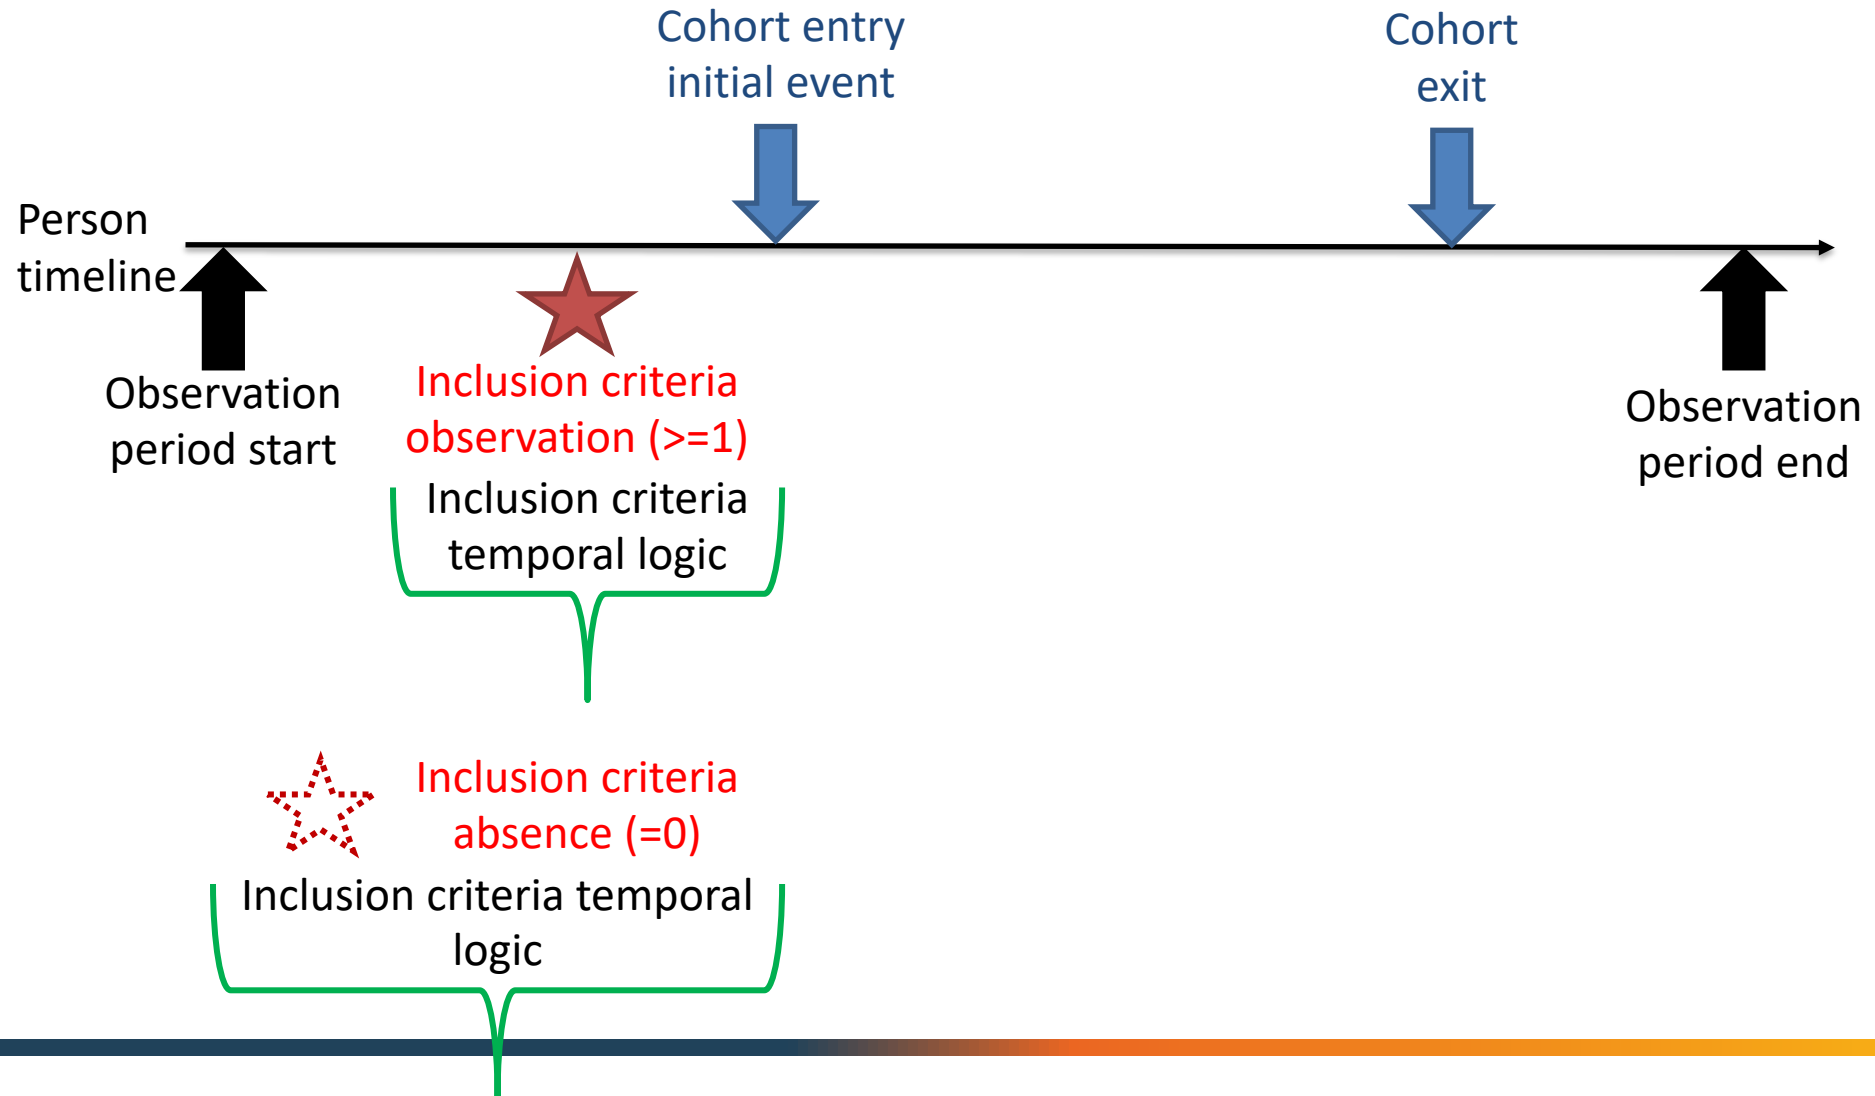 Cohort entry
initial event
Cohort
exit
Person
timeline
Observation
period start
Inclusion criteria
observation (>=1)
Inclusion criteria
temporal logic
Observation
period end
Inclusion criteria
absence (=0)
Inclusion criteria temporal
logic